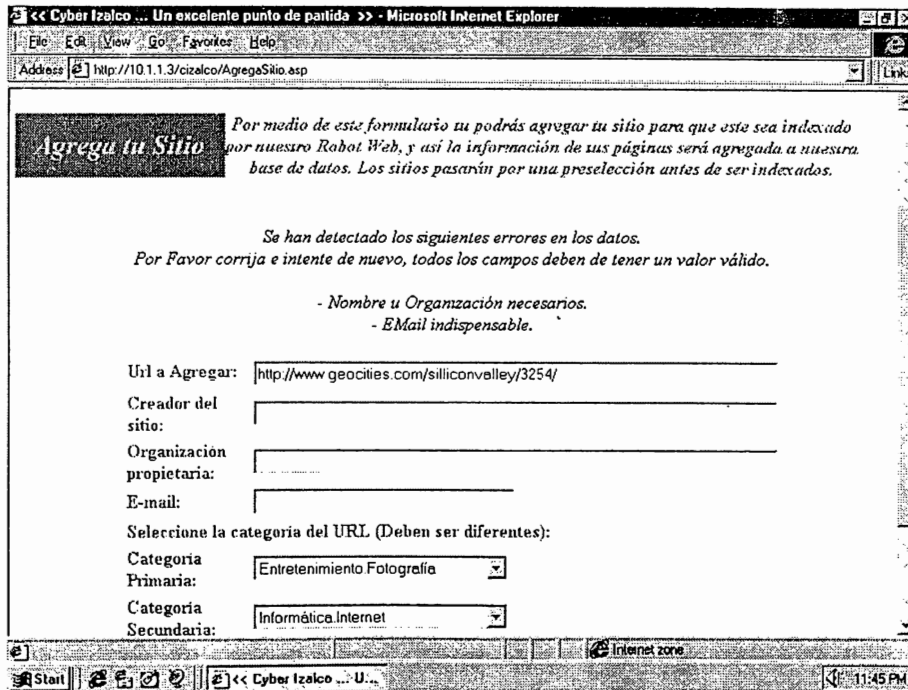 << Cyber Izalco ... Un excelente punto de partida >> - Microsoft Internet Explorer
File Edit View Go Favorites Help
Address http://10.1.1.3/cizalco/AgregaSitio.asp
Link
Agrega tu Sitio
Por medio de este formulario tu podrás agregar tu sitio para que este sea indexado
por nuestro Robot Web, y así la información de tus páginas será agregada a nuestra
base de datos. Los sitios pasarán por una preselección antes de ser indexados.
Se han detectado los siguientes errores en los datos.
Por Favor corrija e intente de nuevo, todos los campos deben de tener un valor válido.
- Nombre u Organización necesarios.
- EMail indispensable.
Url a Agregar: http://www.geocities.com/silliconvalley/3254/
Creador del
sitio:
Organización
propietaria:
E-mail:
Seleccione la categoría del URL (Deben ser diferentes):
Categoría
Primaria:
Entretenimiento.Fotografía
Categoría
Secundaria:
Informática.Internet
Internet zone
Start
<< Cyber Izalco ... U...
11:45 PM